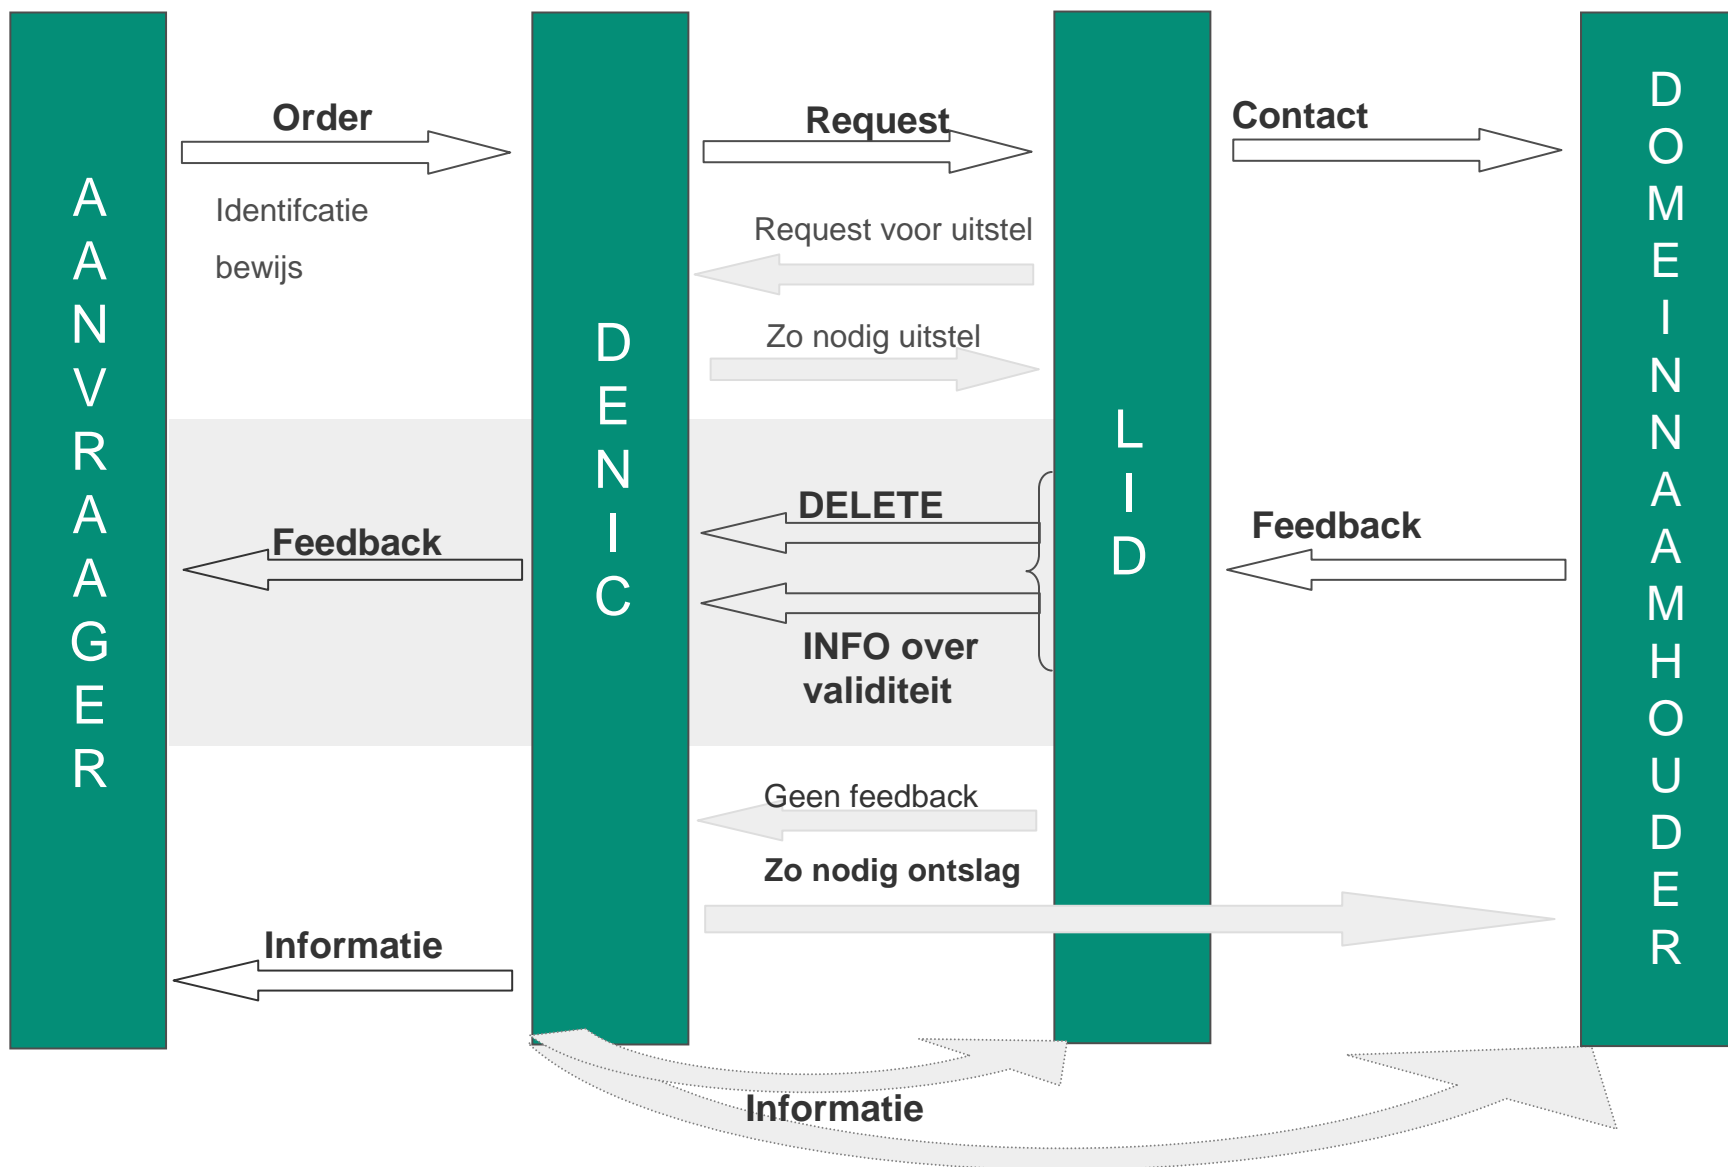 AANVRAAGER
DENIC
LID
DOMEINNAAMHOUDER
Order
Identifcatie
bewijs
Request
Contact
Request voor uitstel
Zo nodig uitstel
DELETE
Feedback
Feedback
INFO over
validiteit
Geen feedback
Zo nodig ontslag
Informatie
Informatie